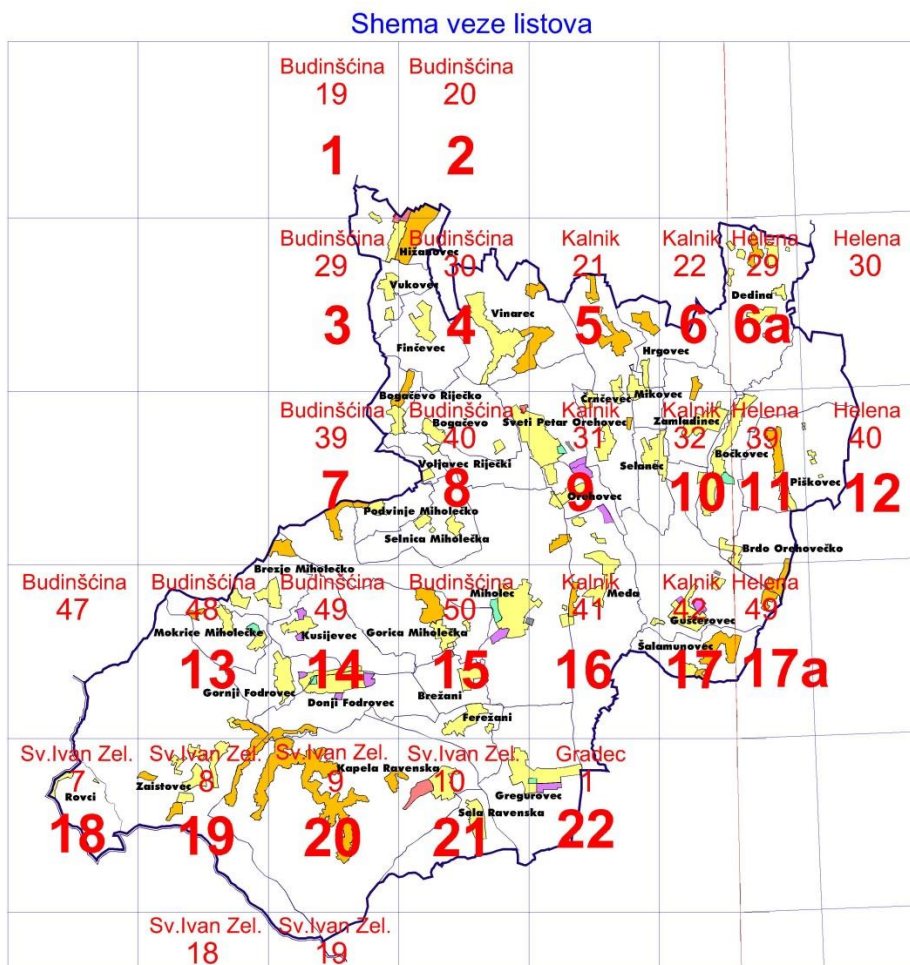 Shema veze listova
Budinšćina Budinšćina
19 20
1 2
Budinšćina Budinšćina Kalnik Kalnik Helena Helena
29 30 21 22 29 30
Hižanovec
Vukovec
Dedina
3 4 5 6 6a
Vinarec
Finčevec
Hrgovec
Bogačevo Riječko
Črnčevec
Mikovec
Budinšćina Budinšćina Kalnik Kalnik Helena Helena
39 40 31 32 39 40
Bogačevo
Sveti Petar Orehovec
Zamladinec
Bočkovec
Voljavec Riječki
Selanec
7 8 9 10 11 12
Piškovec
Orehovec
Podvinje Miholečko
Selnica Miholečka
Brdo Orehovečko
Brezje Miholečko
Budinšćina Budinšćina Budinšćina Budinšćina Kalnik Kalnik Helena
47 48 49 50 41 42 49
Miholec
Meda
Mokrice Miholečke
Kusijevec
Gorica Miholečka
Guščerovec
Šalamunovec
13 14 15 16 17 17a
Gornji Fodrovec
Donji Fodrovec
Brežani
Ferežani
Sv.Ivan Zel. Sv.Ivan Zel. Sv.Ivan Zel. Sv.Ivan Zel. Gradec
7 8 9 10 1
Kapela Ravenska
Zaistovec
Rovci
Gregurovec
Sela Ravenska
18 19 20 21 22
Sv.Ivan Zel. Sv.Ivan Zel.
18 19